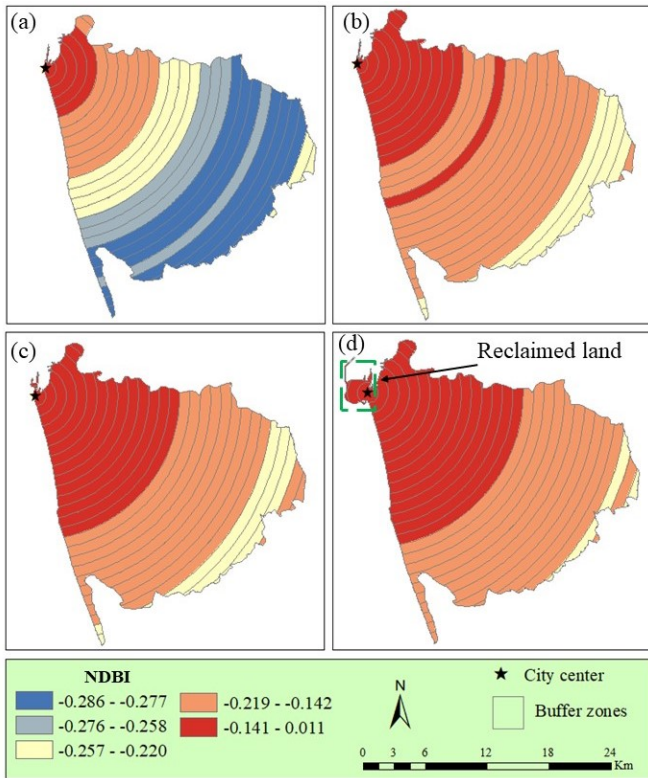 (a)
(b)
(c)
(d)
Reclaimed land
NDBI
-0.286 - -0.277
-0.276 - -0.258
-0.257 - -0.220
-0.219 - -0.142
-0.141 - 0.011
N
City center
Buffer zones
0 3 6 12 18 24
Km